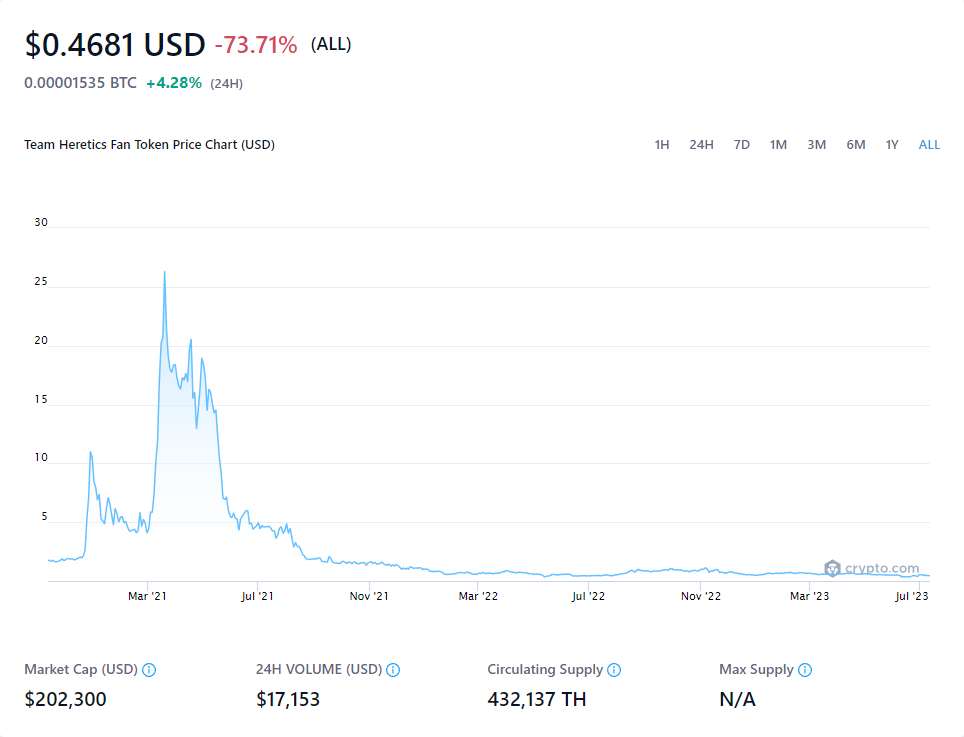 $0.4681 USD -73.71% (ALL)
0.00001535 BTC +4.28% (24H)
Team Heretics Fan Token Price Chart (USD) 1H 24H 7D 1M 3M 6M 1Y ALL
30
25
20
15
10
5
crypto.com
Mar '21 Jul '21 Nov '21 Mar '22 Jul '22 Nov '22 Mar '23 Jul '23
Market Cap (USD) 24H VOLUME (USD) Circulating Supply Max Supply
$202,300 $17,153 432,137 TH N/A